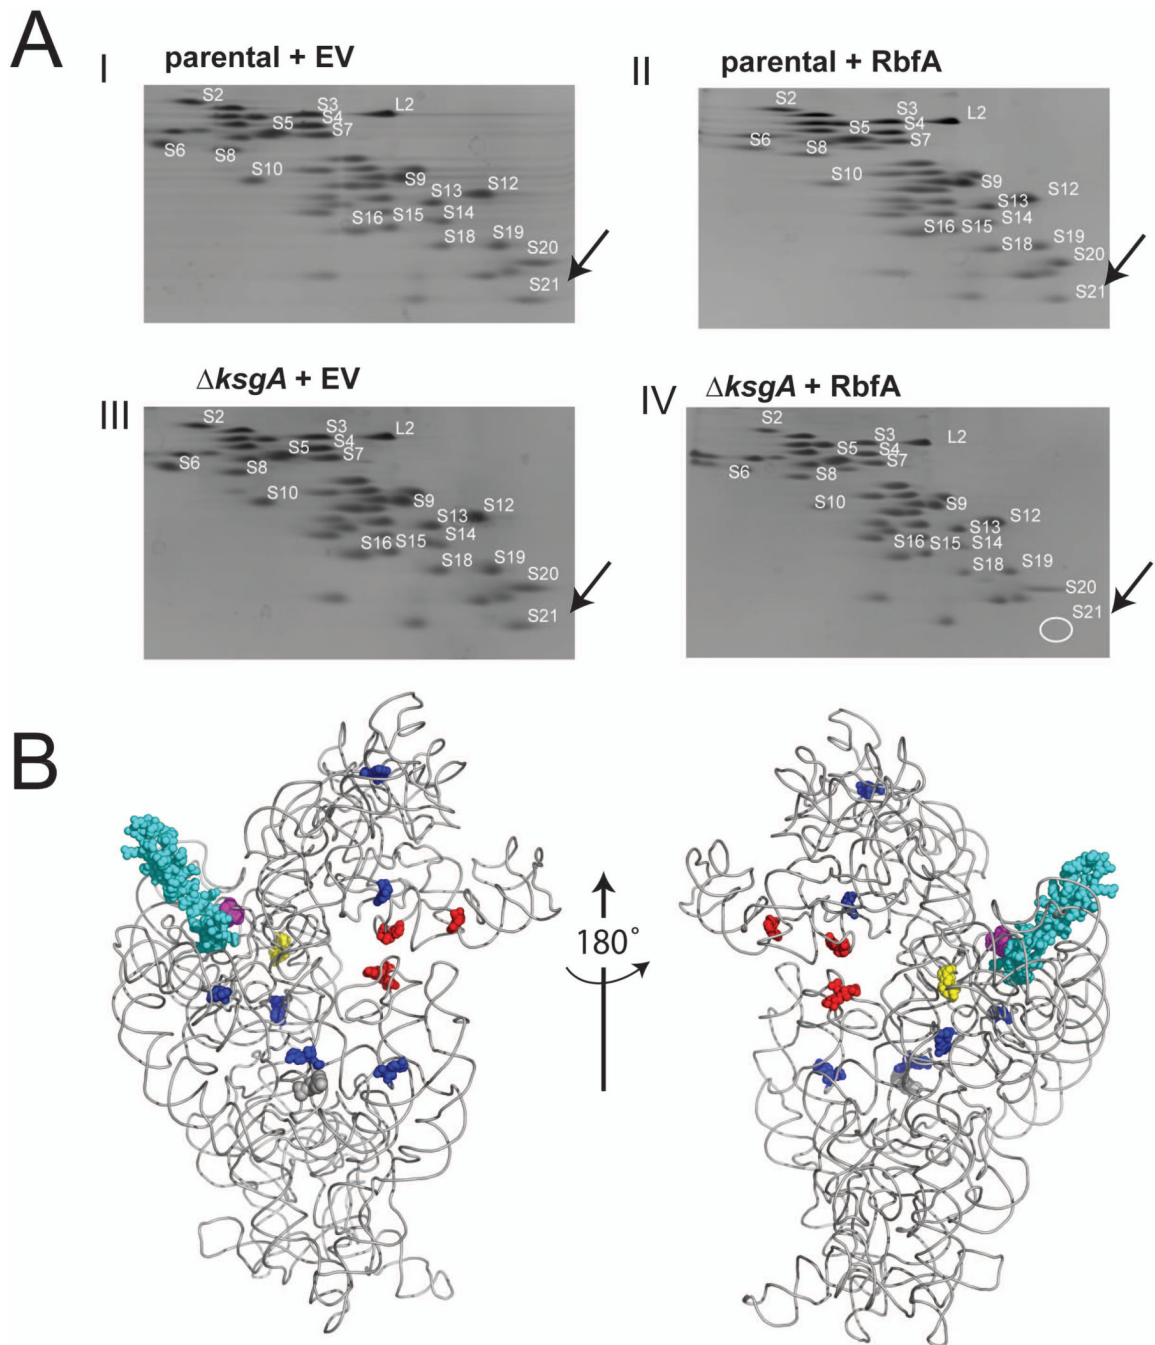 A
I
parental + EV
S2
S3
S4
L2
S5
S7
S6
S8
S10
S9
S12
S13
S16
S15
S14
S18
S19
S20
S21
II
parental + RbfA
S2
S3
S4
L2
S5
S7
S6
S8
S10
S9
S12
S13
S16
S15
S14
S18
S19
S20
S21
III
ΔksgA + EV
S2
S3
S4
L2
S5
S7
S6
S8
S10
S9
S12
S13
S16
S15
S14
S18
S19
S20
S21
IV
ΔksgA + RbfA
S2
S3
S4
L2
S5
S7
S6
S8
S10
S9
S12
S13
S16
S15
S14
S18
S19
S20
S21
B
180°